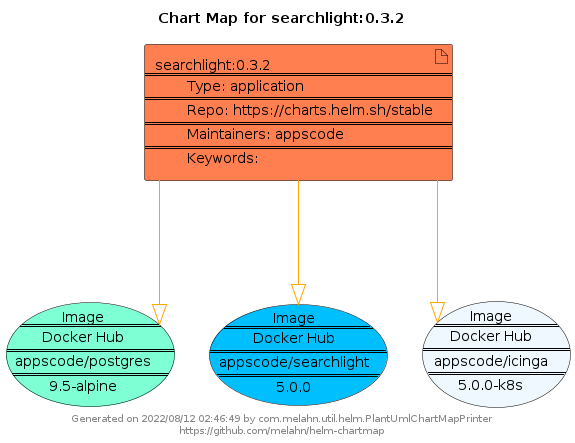 Chart Map for searchlight:0.3.2
searchlight:0.3.2
Type: application
Repo: https://charts.helm.sh/stable
Maintainers: appscode
Keywords:
Image
Docker Hub
appscode/postgres
9.5-alpine
Image
Docker Hub
appscode/searchlight
5.0.0
Image
Docker Hub
appscode/icinga
5.0.0-k8s
Generated on 2022/08/12 02:46:49 by com.melahn.util.helm.PlantUmlChartMapPrinter
https://github.com/melahn/helm-chartmap